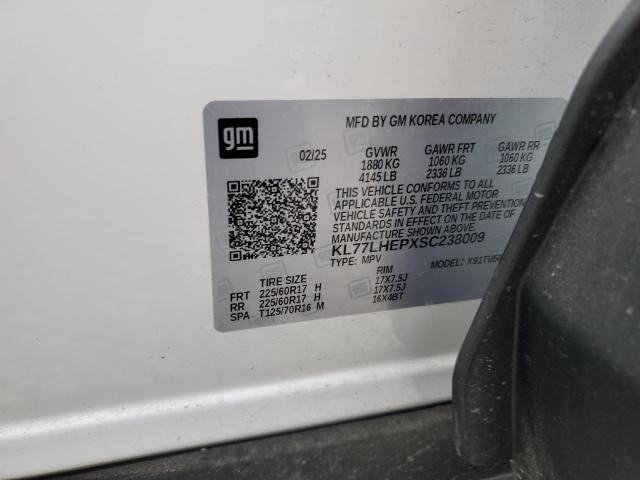 gm
MFD BY GM KOREA COMPANY
02/25 GVWR GAWR FRT GAWR RR
1880 KG 1060 KG 1060 KG
4145 LB 2336 LB 2336 LB
THIS VEHICLE CONFORMS TO ALL
APPLICABLE U.S. FEDERAL MOTOR
VEHICLE SAFETY AND THEFT PREVENTION
STANDARDS IN EFFECT ON THE DATE OF
MANUFACTURE SHOWN ABOVE.
KL77LHEPXSC238009
TYPE: MPV MODEL: X91TU5
TIRE SIZE RIM
FRT 225/60R17 H 17X7.5J
RR 225/60R17 H 17X7.5J
SPA T125/70R16 M 16X4BT